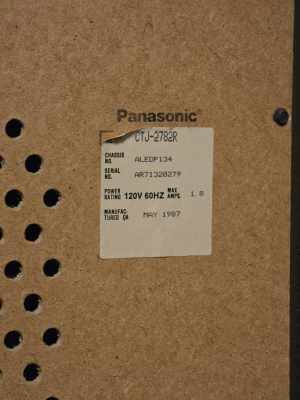 Panasonic
CTJ-2782R
CHASSIS NO. ALEDP134
SERIAL NO. AR71320279
POWER RATING 120V 60HZ MAX AMPS. 1.8
MANUFAC- TURED ON MAY 1987